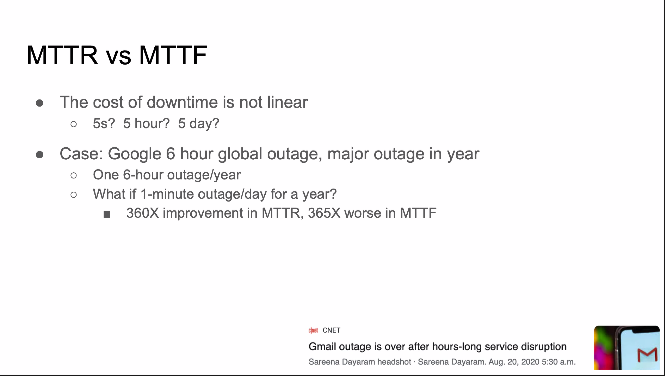 MTTR vs MTTF
● The cost of downtime is not linear
○ 5s? 5 hour? 5 day?
● Case: Google 6 hour global outage, major outage in year
○ One 6-hour outage/year
○ What if 1-minute outage/day for a year?
■ 360X improvement in MTTR, 365X worse in MTTF
CNET
Gmail outage is over after hours-long service disruption
Sareena Dayaram headshot · Sareena Dayaram. Aug. 20, 2020 5:30 a.m.